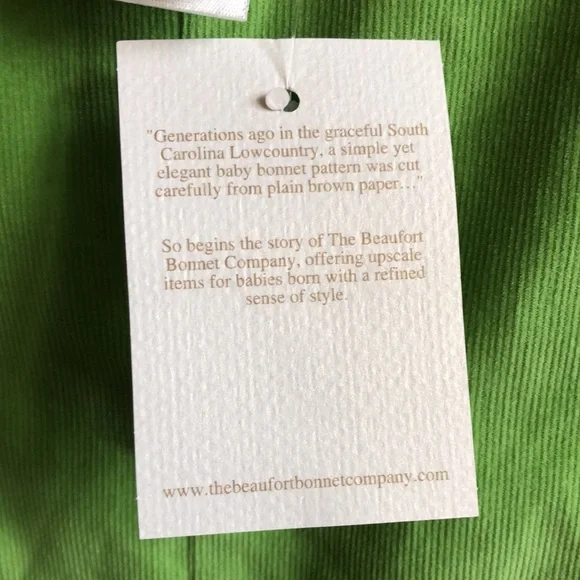 "Generations ago in the graceful South
Carolina Lowcountry, a simple yet
elegant baby bonnet pattern was cut
carefully from plain brown paper..."
So begins the story of The Beaufort
Bonnet Company, offering upscale
items for babies born with a refined
sense of style.
www.thebeaufortbonnetcompany.com